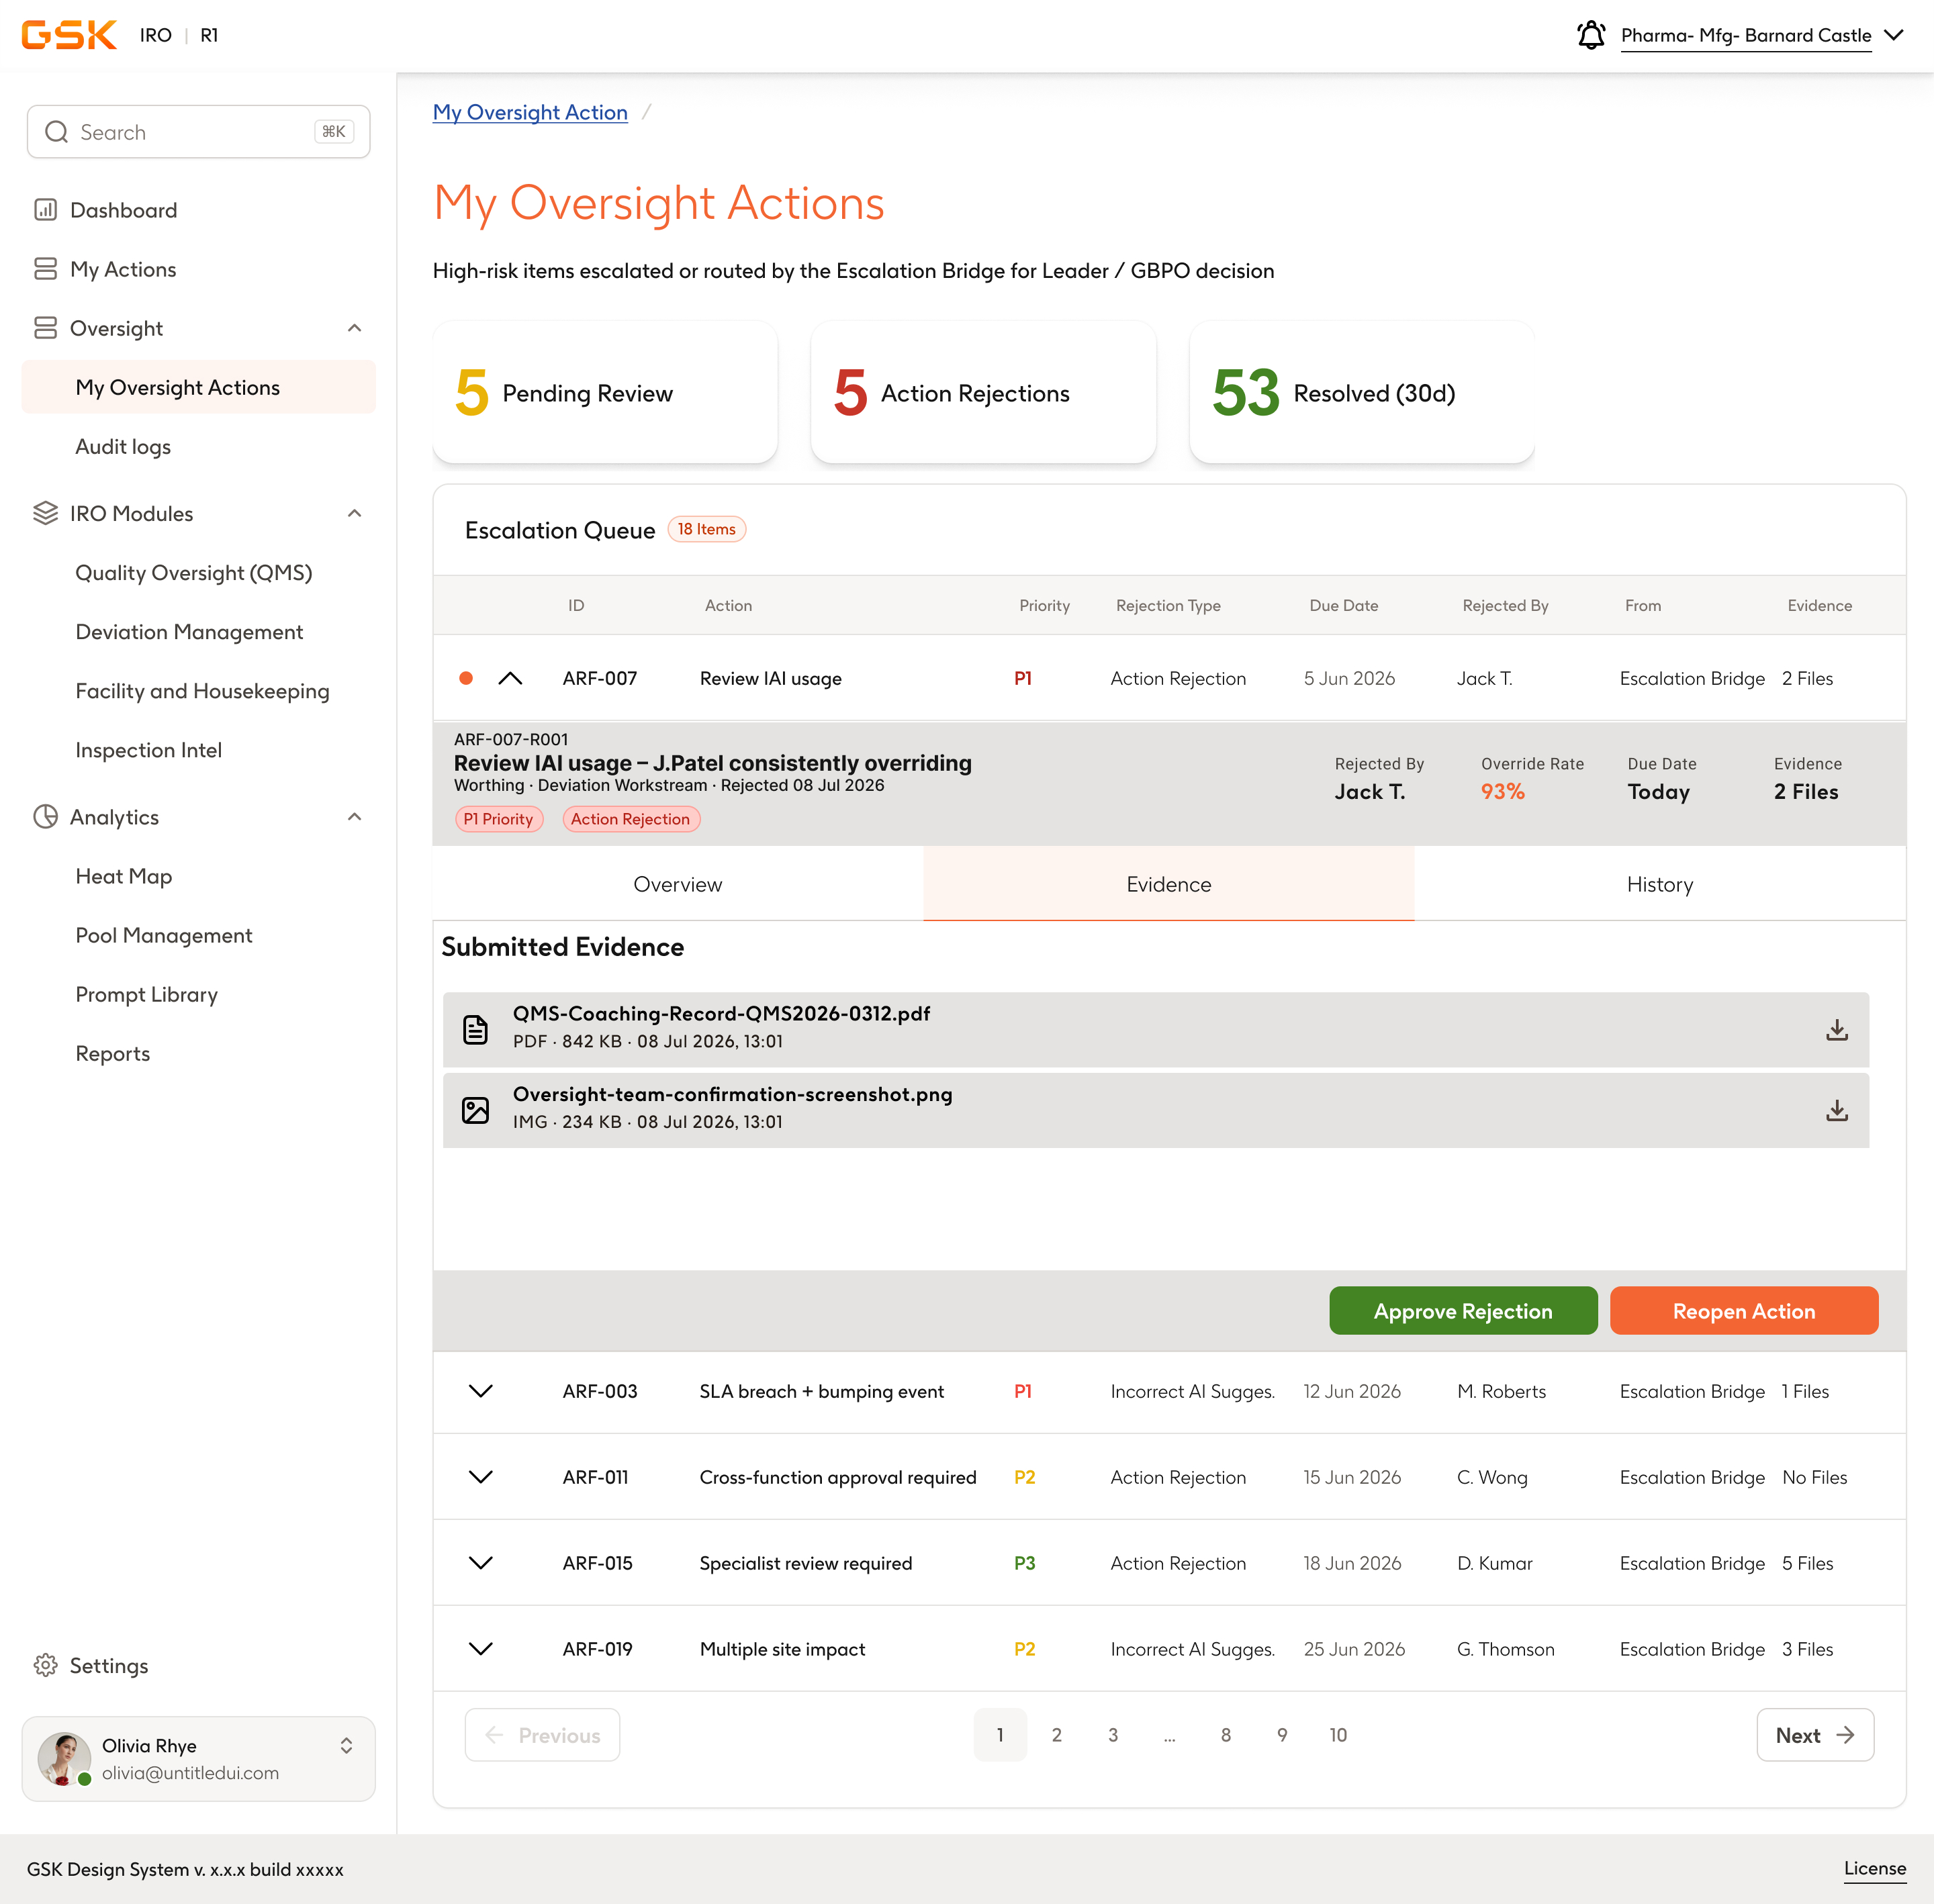 GSK IRO | R1
Pharma- Mfg- Barnard Castle
Search ⌘K
Dashboard
My Actions
Oversight
My Oversight Actions
Audit logs
IRO Modules
Quality Oversight (QMS)
Deviation Management
Facility and Housekeeping
Inspection Intel
Analytics
Heat Map
Pool Management
Prompt Library
Reports
Settings
Olivia Rhye
olivia@untitledui.com
My Oversight Action /
My Oversight Actions
High-risk items escalated or routed by the Escalation Bridge for Leader / GBPO decision
5 Pending Review
5 Action Rejections
53 Resolved (30d)
Escalation Queue 18 Items
ID Action Priority Rejection Type Due Date Rejected By From Evidence
ARF-007 Review IAI usage P1 Action Rejection 5 Jun 2026 Jack T. Escalation Bridge 2 Files
ARF-007-R001
Review IAI usage – J.Patel consistently overriding
Worthing · Deviation Workstream · Rejected 08 Jul 2026
P1 Priority Action Rejection
Rejected By Override Rate Due Date Evidence
Jack T. 93% Today 2 Files
Overview Evidence History
Submitted Evidence
QMS-Coaching-Record-QMS2026-0312.pdf
PDF · 842 KB · 08 Jul 2026, 13:01
Oversight-team-confirmation-screenshot.png
IMG · 234 KB · 08 Jul 2026, 13:01
Approve Rejection Reopen Action
ARF-003 SLA breach + bumping event P1 Incorrect AI Sugges. 12 Jun 2026 M. Roberts Escalation Bridge 1 Files
ARF-011 Cross-function approval required P2 Action Rejection 15 Jun 2026 C. Wong Escalation Bridge No Files
ARF-015 Specialist review required P3 Action Rejection 18 Jun 2026 D. Kumar Escalation Bridge 5 Files
ARF-019 Multiple site impact P2 Incorrect AI Sugges. 25 Jun 2026 G. Thomson Escalation Bridge 3 Files
Previous 1 2 3 ... 8 9 10 Next
GSK Design System v. x.x.x build xxxxx
License